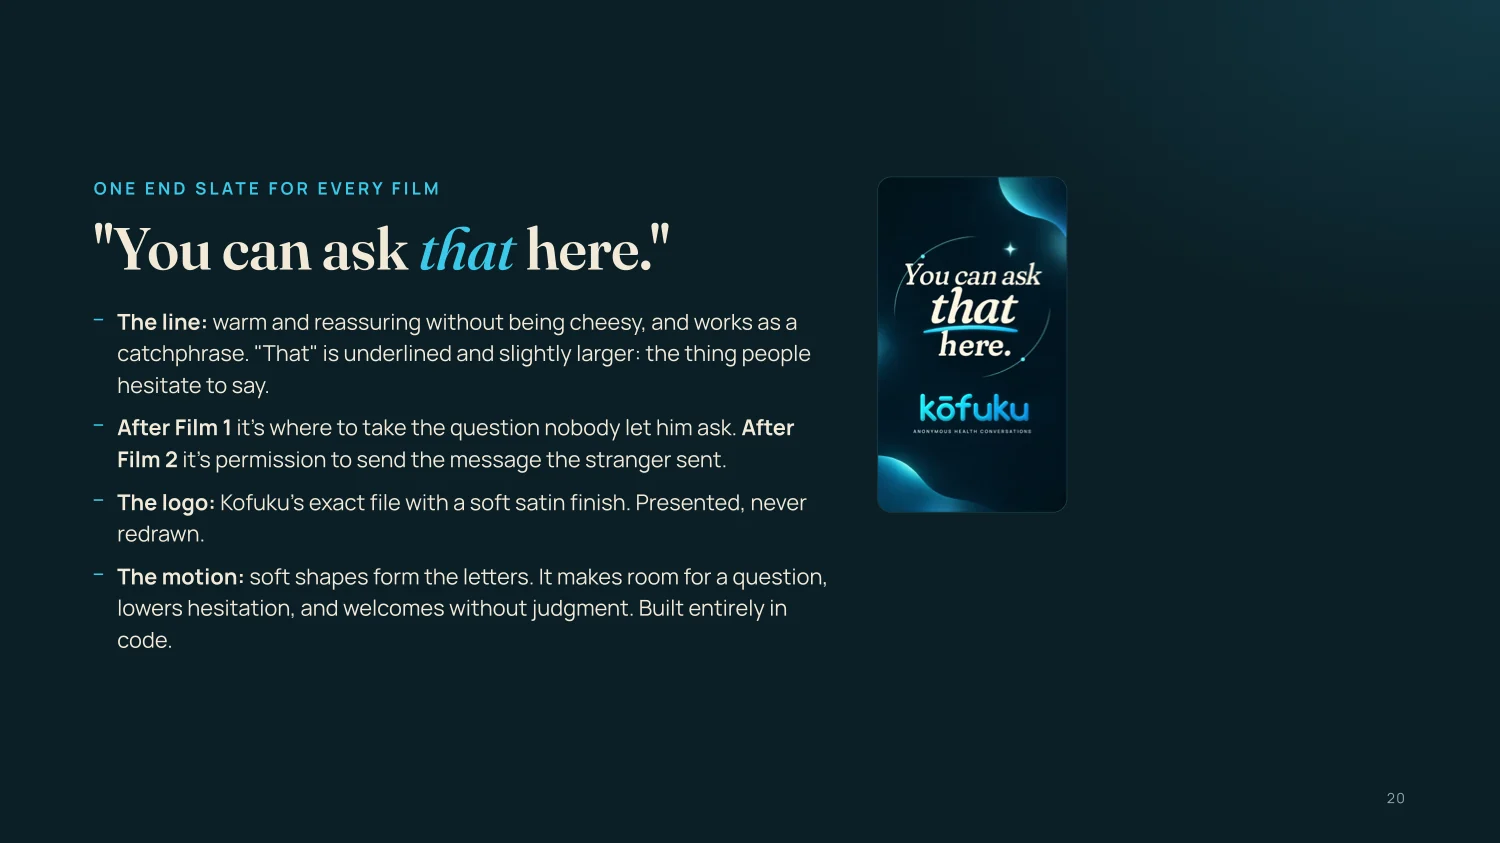 ONE END SLATE FOR EVERY FILM
"You can ask that here."
– The line: warm and reassuring without being cheesy, and works as a
catchphrase. "That" is underlined and slightly larger: the thing people
hesitate to say.
– After Film 1 it's where to take the question nobody let him ask. After
Film 2 it's permission to send the message the stranger sent.
– The logo: Kofuku's exact file with a soft satin finish. Presented, never
redrawn.
– The motion: soft shapes form the letters. It makes room for a question,
lowers hesitation, and welcomes without judgment. Built entirely in
code.
You can ask
that
here.
kōfuku
ANONYMOUS HEALTH CONVERSATIONS
20